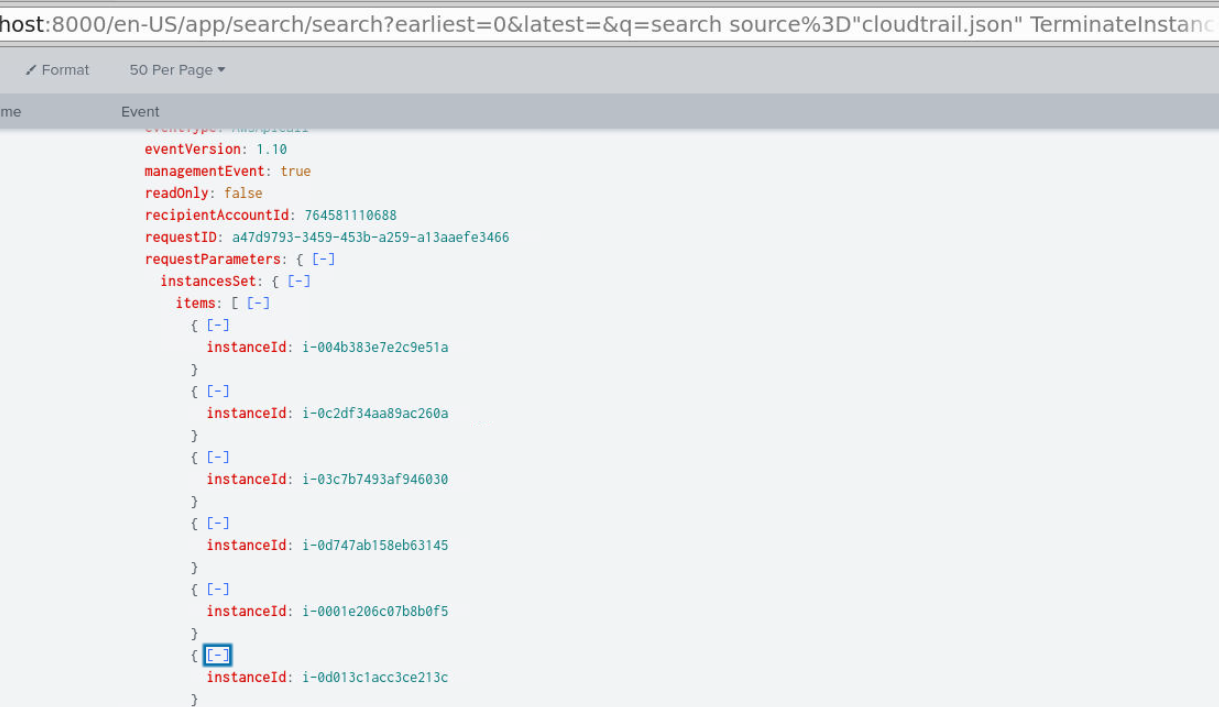 host:8000/en-US/app/search/search?earliest=0&latest=&q=search source%3D"cloudtrail.json" TerminateInstanc
Format 50 Per Page
me Event
eventType: AwsApiCall
eventVersion: 1.10
managementEvent: true
readOnly: false
recipientAccountId: 764581110688
requestID: a47d9793-3459-453b-a259-a13aaefe3466
requestParameters: { [-]
instancesSet: { [-]
items: [ [-]
{ [-]
instanceId: i-004b383e7e2c9e51a
}
{ [-]
instanceId: i-0c2df34aa89ac260a
}
{ [-]
instanceId: i-03c7b7493af946030
}
{ [-]
instanceId: i-0d747ab158eb63145
}
{ [-]
instanceId: i-0001e206c07b8b0f5
}
{ [-]
instanceId: i-0d013c1acc3ce213c
}